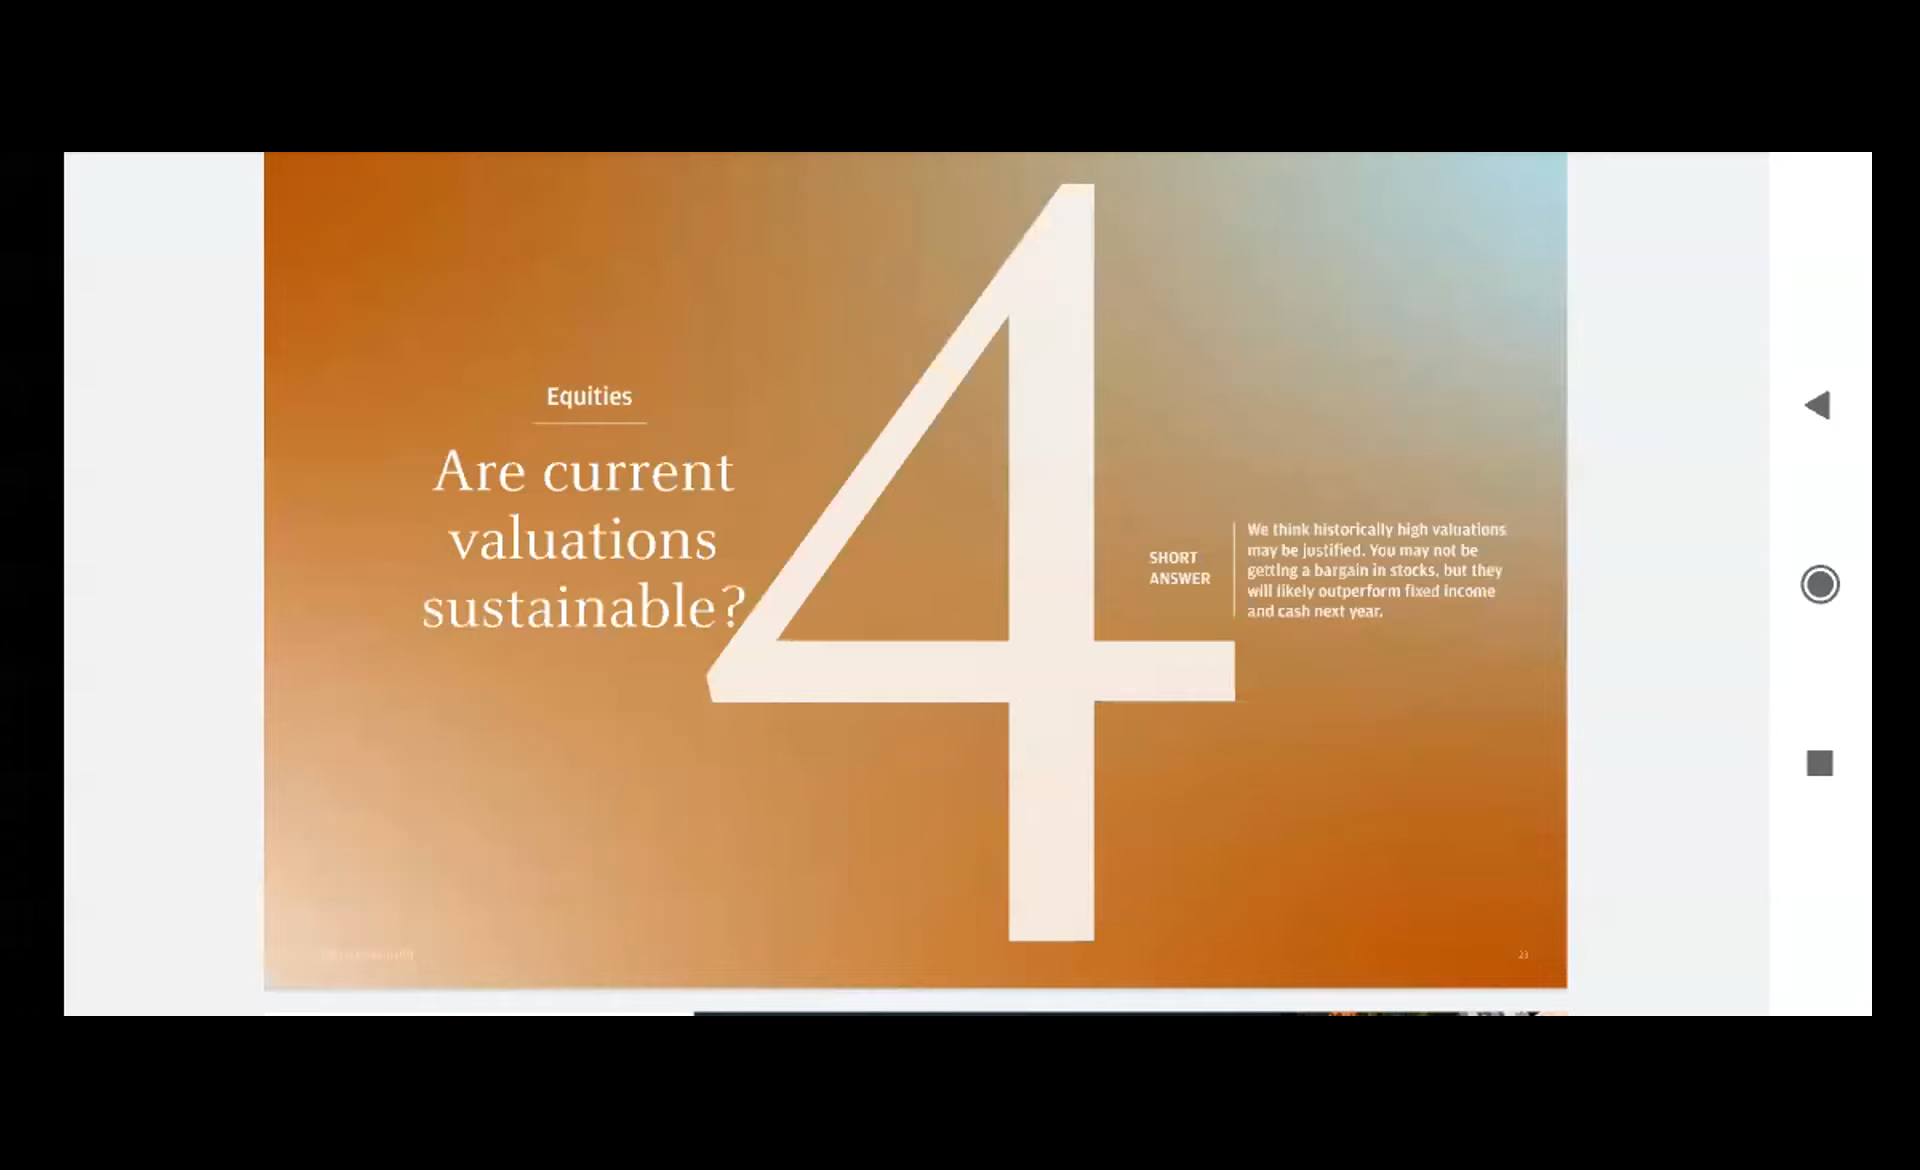 Equities
Are current
valuations
sustainable?
4
SHORT
ANSWER
We think historically high valuations
may be justified. You may not be
getting a bargain in stocks, but they
will likely outperform fixed income
and cash next year.
23